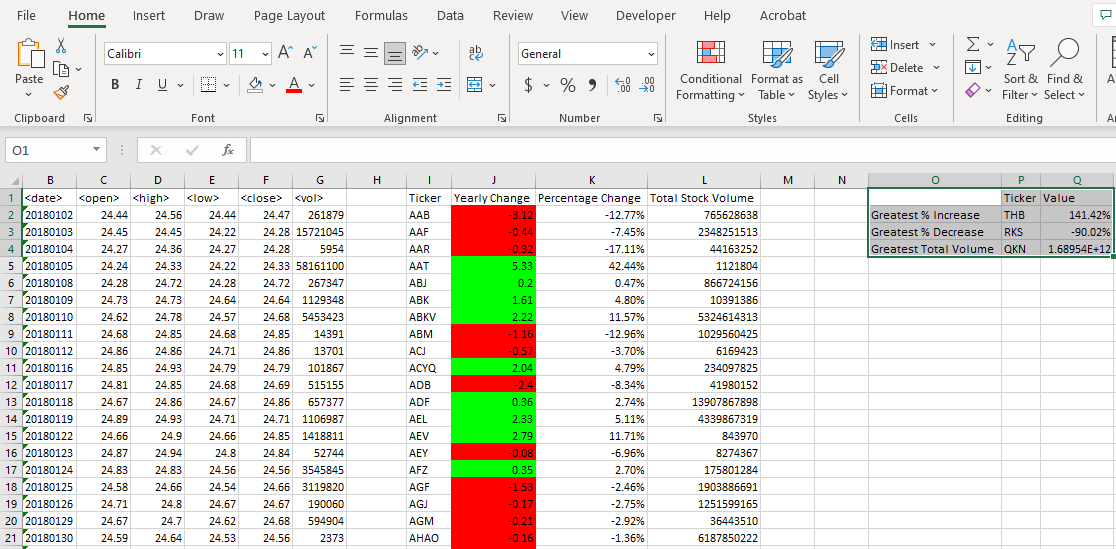 File Home Insert Draw Page Layout Formulas Data Review View Developer Help Acrobat
Calibri 11 ab General Insert Σ
Paste Delete
B I U A $ % Conditional Format as Cell Format Sort & Find &
Formatting Table Styles Filter Select
Clipboard Font Alignment Number Styles Cells Editing
O1 fx
B C D E F G H I J K L M N O P Q
1 <date> <open> <high> <low> <close> <vol> Ticker Yearly Change Percentage Change Total Stock Volume Ticker Value
2 20180102 24.44 24.56 24.44 24.47 261879 AAB -3.12 -12.77% 765628638 Greatest % Increase THB 141.42%
3 20180103 24.45 24.45 24.22 24.28 15721045 AAF -0.44 -7.45% 2348251513 Greatest % Decrease RKS -90.02%
4 20180104 24.27 24.36 24.27 24.28 5954 AAR -0.32 -17.11% 44163252 Greatest Total Volume QKN 1.68954E+12
5 20180105 24.24 24.33 24.22 24.33 58161100 AAT 5.33 42.44% 1121804
6 20180108 24.28 24.72 24.28 24.72 267347 ABJ 0.2 0.47% 866724156
7 20180109 24.73 24.73 24.64 24.64 1129348 ABK 1.61 4.80% 10391386
8 20180110 24.62 24.78 24.57 24.68 5453423 ABKV 2.22 11.57% 5324614313
9 20180111 24.68 24.85 24.68 24.85 14391 ABM -1.16 -12.96% 1029560425
10 20180112 24.86 24.86 24.71 24.86 13701 ACJ -0.57 -3.70% 6169423
11 20180116 24.85 24.93 24.79 24.79 101867 ACYQ 2.04 4.79% 234097825
12 20180117 24.81 24.85 24.68 24.69 515155 ADB -2.4 -8.34% 41980152
13 20180118 24.67 24.86 24.67 24.86 657377 ADF 0.36 2.74% 13907867898
14 20180119 24.89 24.93 24.71 24.71 1106987 AEL 2.33 5.11% 4339867319
15 20180122 24.66 24.9 24.66 24.85 1418811 AEV 2.79 11.71% 843970
16 20180123 24.87 24.94 24.8 24.84 52744 AEY -0.08 -6.96% 8274367
17 20180124 24.83 24.83 24.56 24.56 3545845 AFZ 0.35 2.70% 175801284
18 20180125 24.58 24.66 24.54 24.66 3119820 AGF -1.53 -2.46% 1903886691
19 20180126 24.71 24.8 24.67 24.67 190060 AGJ -0.17 -2.75% 1251599165
20 20180129 24.67 24.7 24.62 24.68 594904 AGM -0.21 -2.92% 36443510
21 20180130 24.59 24.64 24.53 24.56 2373 AHAO -0.16 -1.36% 6187850222